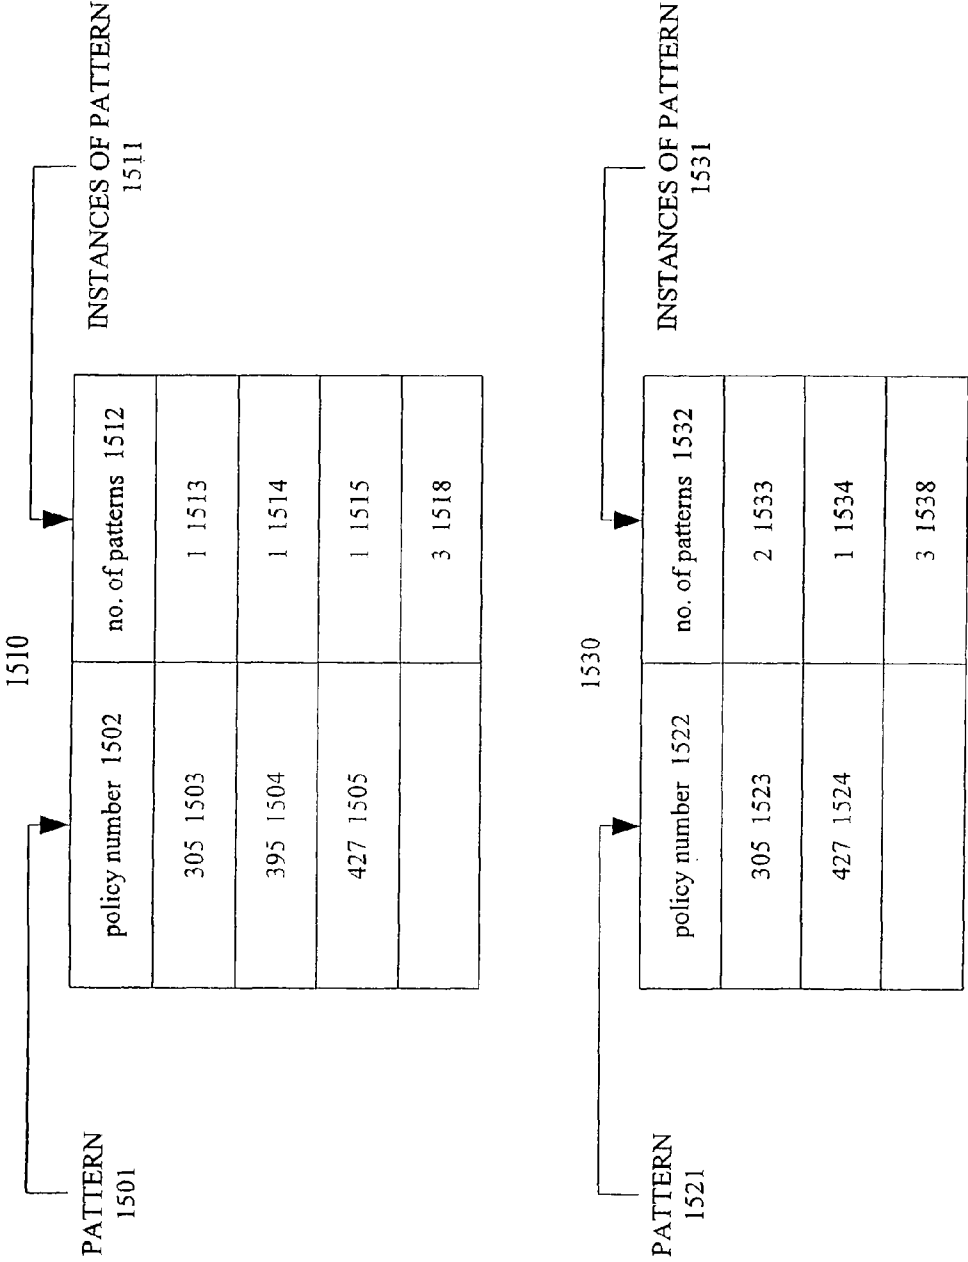 1510
PATTERN
1501
INSTANCES OF PATTERN
1511
policy number 1502 no. of patterns 1512
305 1503 1 1513
395 1504 1 1514
427 1505 1 1515
3 1518
1530
PATTERN
1521
INSTANCES OF PATTERN
1531
policy number 1522 no. of patterns 1532
305 1523 2 1533
427 1524 1 1534
3 1538